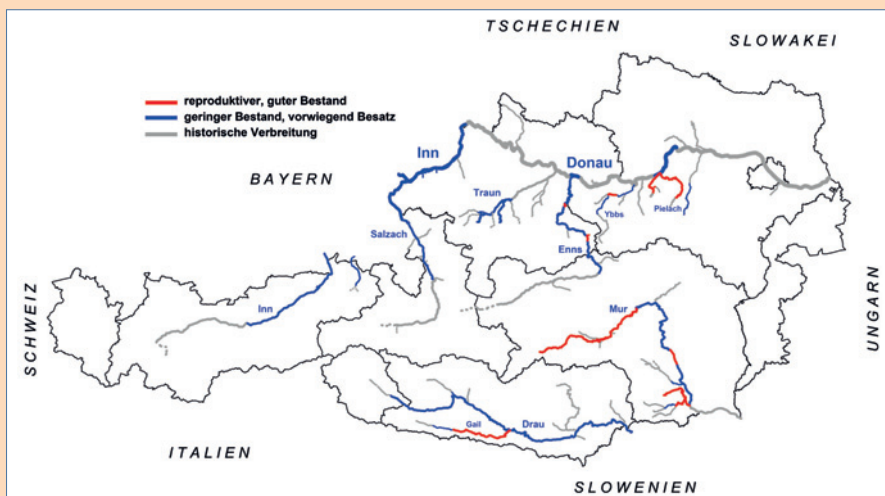 TSCHECHIEN
SLOWAKEI
reproduktiver, guter Bestand
geringer Bestand, vorwiegend Besatz
historische Verbreitung
Inn
Donau
BAYERN
Traun
Ybbs
Pielach
Salzach
Enns
SCHWEIZ
Inn
Mur
UNGARN
Gail
Drau
ITALIEN
SLOWENIEN